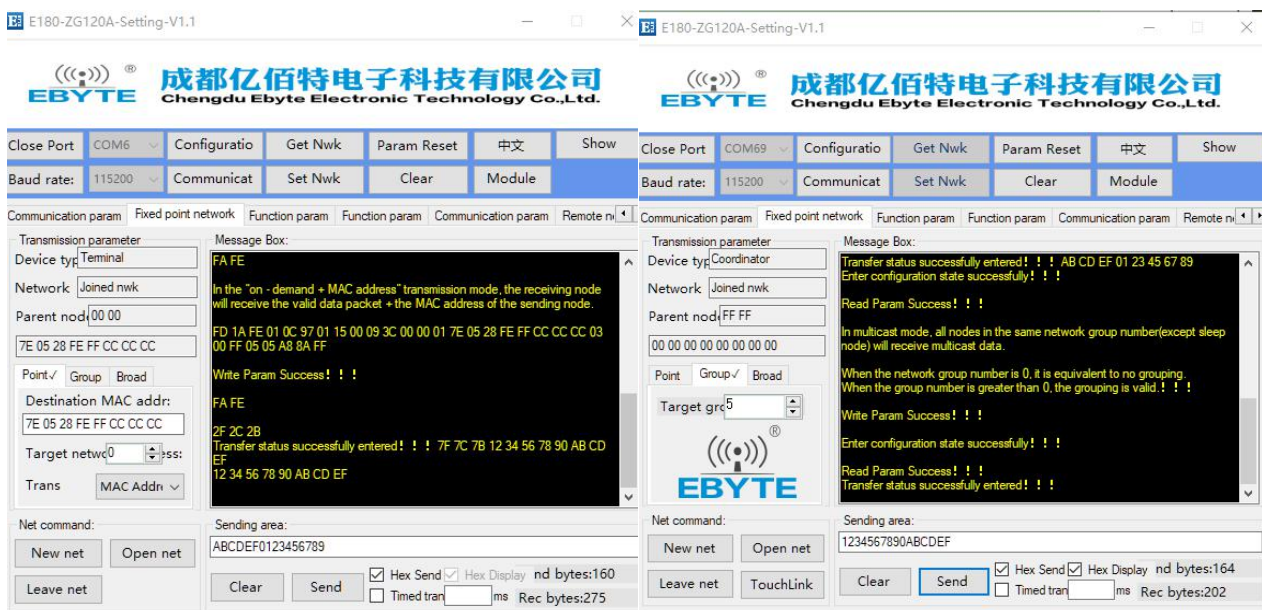 E180-ZG120A-Setting-V1.1
®
EBYTE
成都亿佰特电子科技有限公司
Chengdu Ebyte Electronic Technology Co.,Ltd.
Close Port COM6 Configuratio Get Nwk Param Reset 中文 Show
Baud rate: 115200 Communicat Set Nwk Clear Module
Communication param Fixed point network Function param Function param Communication param Remote n
Transmission parameter
Device typ Terminal
Network Joined nwk
Parent nod 00 00
7E 05 28 FE FF CC CC CC
Point✓ Group Broad
Destination MAC addr:
7E 05 28 FE FF CC CC CC
Target netwo 0 ess:
Trans MAC Addre
Message Box:
FA FE
In the "on - demand + MAC address" transmission mode, the receiving node
will receive the valid data packet + the MAC address of the sending node.
FD 1A FE 01 0C 97 01 15 00 09 3C 00 00 01 7E 05 28 FE FF CC CC CC 03
00 FF 05 05 A8 8A FF
Write Param Success！！！
FA FE
2F 2C 2B
Transfer status successfully entered！！！ 7F 7C 7B 12 34 56 78 90 AB CD
EF
12 34 56 78 90 AB CD EF
Net command:
New net Open net
Leave net
Sending area:
ABCDEF0123456789
Clear Send Hex Send Hex Display nd bytes:160
Timed tran ms Rec bytes:275
E180-ZG120A-Setting-V1.1
®
EBYTE
成都亿佰特电子科技有限公司
Chengdu Ebyte Electronic Technology Co.,Ltd.
Close Port COM69 Configuratio Get Nwk Param Reset 中文 Show
Baud rate: 115200 Communicat Set Nwk Clear Module
Communication param Fixed point network Function param Function param Communication param Remote n
Transmission parameter
Device typ Coordinator
Network Joined nwk
Parent nod FF FF
00 00 00 00 00 00 00 00
Point Group✓ Broad
Target gro 5
®
EBYTE
Message Box:
Transfer status successfully entered！！！ AB CD EF 01 23 45 67 89
Enter configuration state successfully！！！
Read Param Success！！！
In multicast mode, all nodes in the same network group number(except sleep
node) will receive multicast data.
When the network group number is 0, it is equivalent to no grouping.
When the group number is greater than 0, the grouping is valid.！！！
Write Param Success！！！
Enter configuration state successfully！！！
Read Param Success！！！
Transfer status successfully entered！！！
Net command:
New net Open net
Leave net TouchLink
Sending area:
1234567890ABCDEF
Clear Send Hex Send Hex Display nd bytes:164
Timed tran ms Rec bytes:202